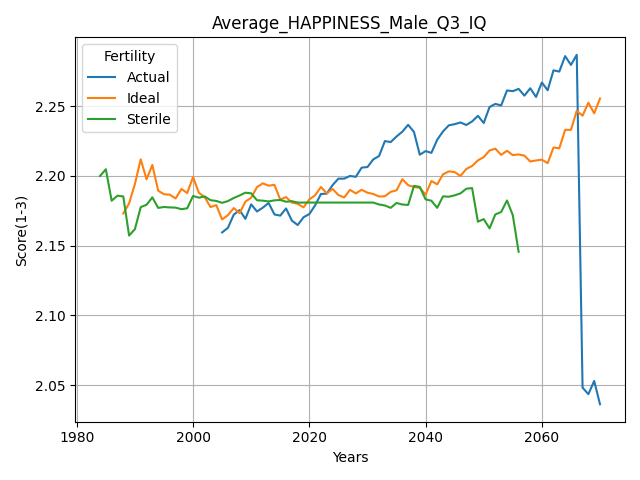 Average_HAPPINESS_Male_Q3_IQ
Fertility
Actual
Ideal
Sterile
Score(1-3)
2.25
2.20
2.15
2.10
2.05
1980
2000
2020
2040
2060
Years